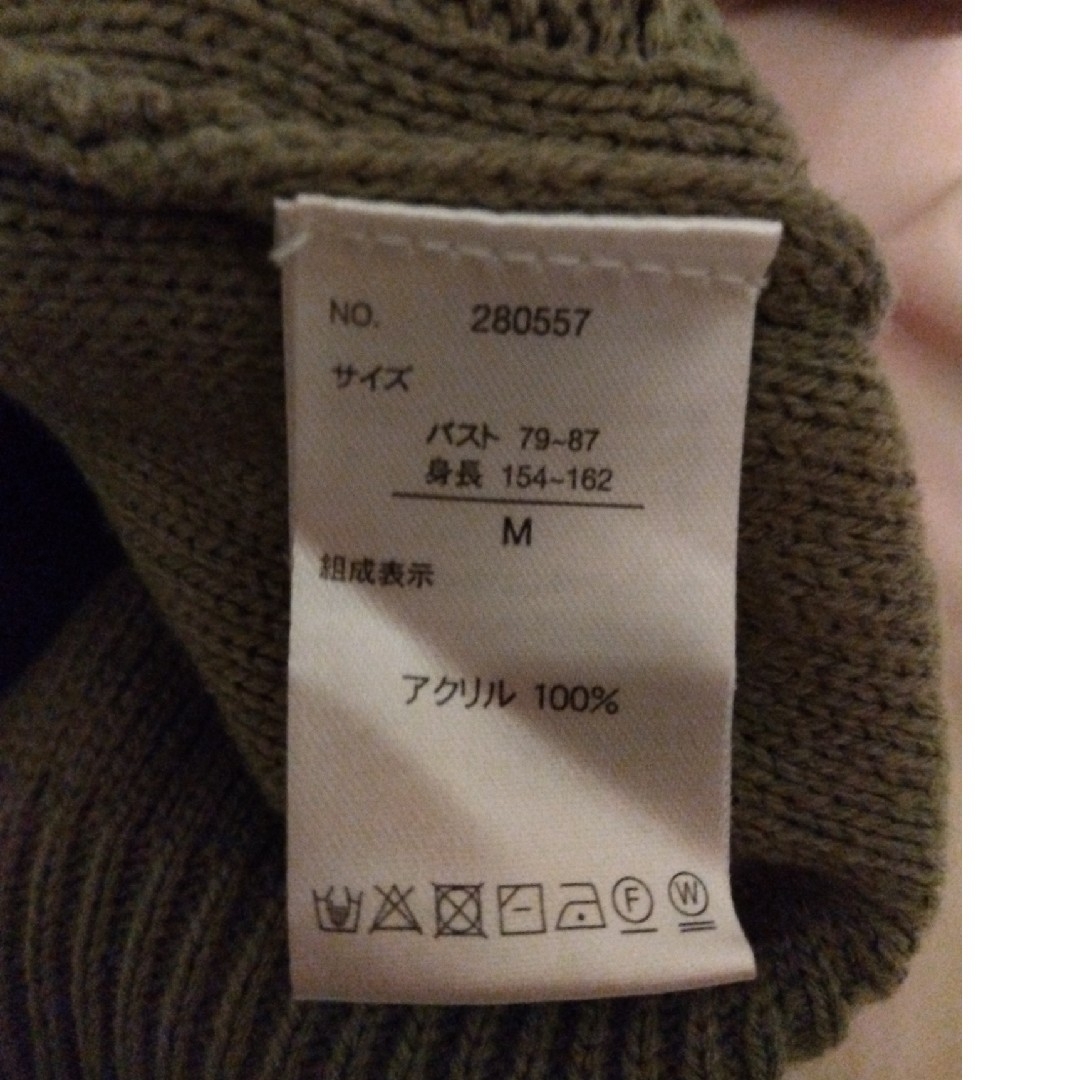 NO. 280557
サイズ
バスト 79~87
身長 154~162
M
組成表示
アクリル 100%
F W